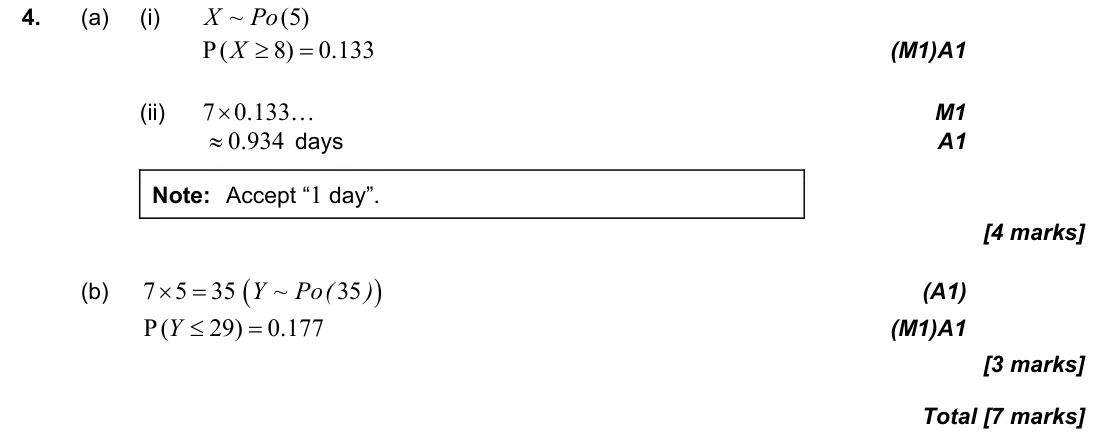 4. (a) (i) X ~ Po(5)
P(X ≥ 8) = 0.133 (M1)A1
(ii) 7×0.133… M1
≈ 0.934 days A1
Note: Accept “1 day”.
[4 marks]
(b) 7×5 = 35 (Y ~ Po(35)) (A1)
P(Y ≤ 29) = 0.177 (M1)A1
[3 marks]
Total [7 marks]